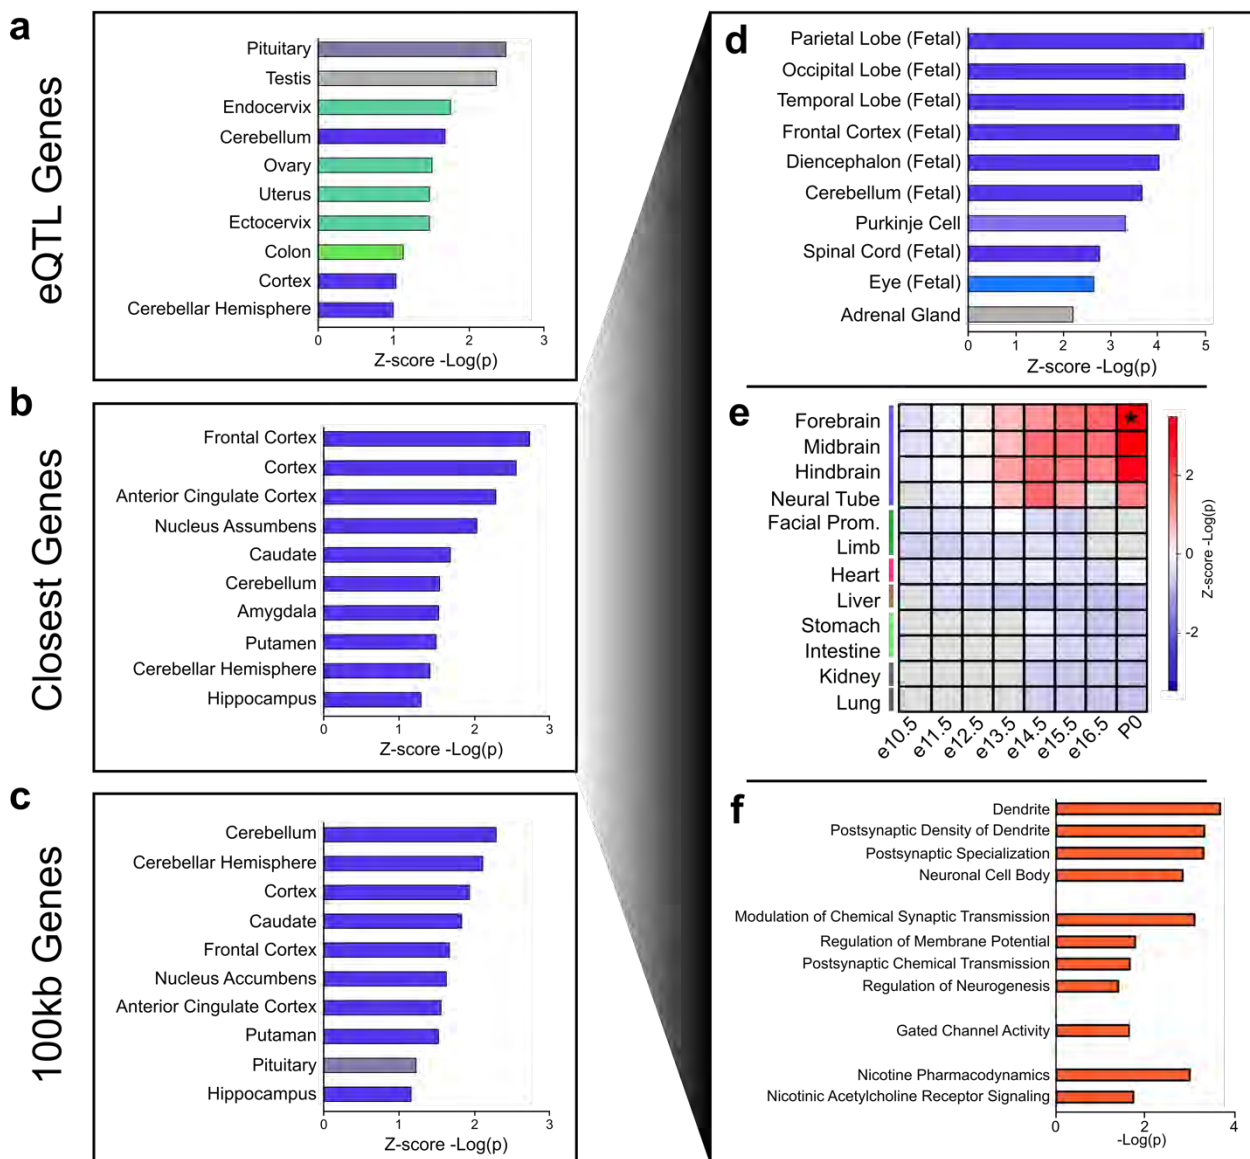 a
eQTL Genes
Pituitary
Testis
Endocervix
Cerebellum
Ovary
Uterus
Ectocervix
Colon
Cortex
Cerebellar Hemisphere
0 1 2 3
Z-score -Log(p)
b
Closest Genes
Frontal Cortex
Cortex
Anterior Cingulate Cortex
Nucleus Assumbens
Caudate
Cerebellum
Amygdala
Putamen
Cerebellar Hemisphere
Hippocampus
0 1 2 3
Z-score -Log(p)
c
100kb Genes
Cerebellum
Cerebellar Hemisphere
Cortex
Caudate
Frontal Cortex
Nucleus Accumbens
Anterior Cingulate Cortex
Putaman
Pituitary
Hippocampus
0 1 2 3
Z-score -Log(p)
d
Parietal Lobe (Fetal)
Occipital Lobe (Fetal)
Temporal Lobe (Fetal)
Frontal Cortex (Fetal)
Diencephalon (Fetal)
Cerebellum (Fetal)
Purkinje Cell
Spinal Cord (Fetal)
Eye (Fetal)
Adrenal Gland
0 1 2 3 4 5
Z-score -Log(p)
e
Forebrain
Midbrain
Hindbrain
Neural Tube
Facial Prom.
Limb
Heart
Liver
Stomach
Intestine
Kidney
Lung
e10.5 e11.5 e12.5 e13.5 e14.5 e15.5 e16.5 P0
★
2
0
-2
Z-score -Log(p)
f
Dendrite
Postsynaptic Density of Dendrite
Postsynaptic Specialization
Neuronal Cell Body
Modulation of Chemical Synaptic Transmission
Regulation of Membrane Potential
Postsynaptic Chemical Transmission
Regulation of Neurogenesis
Gated Channel Activity
Nicotine Pharmacodynamics
Nicotinic Acetylcholine Receptor Signaling
0 2 4
-Log(p)